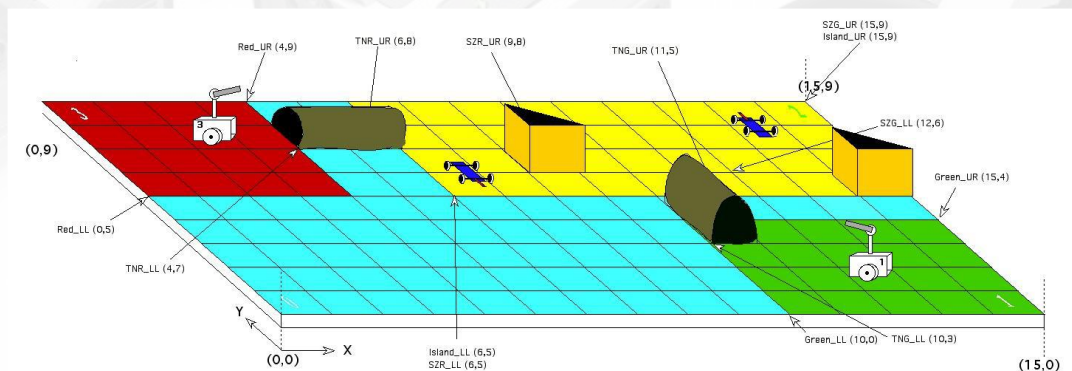 SZG_UR (15,9)
Island_UR (15,9)
Red_UR (4,9)
TNR_UR (6,8)
SZR_UR (9,8)
TNG_UR (11,5)
(15,9)
3
SZG_LL (12,6)
(0,9)
Green_UR (15,4)
Red_LL (0,5)
1
TNR_LL (4,7)
Y
X
(0,0)
Island_LL (6,5)
SZR_LL (6,5)
Green_LL (10,0)
TNG_LL (10,3)
(15,0)